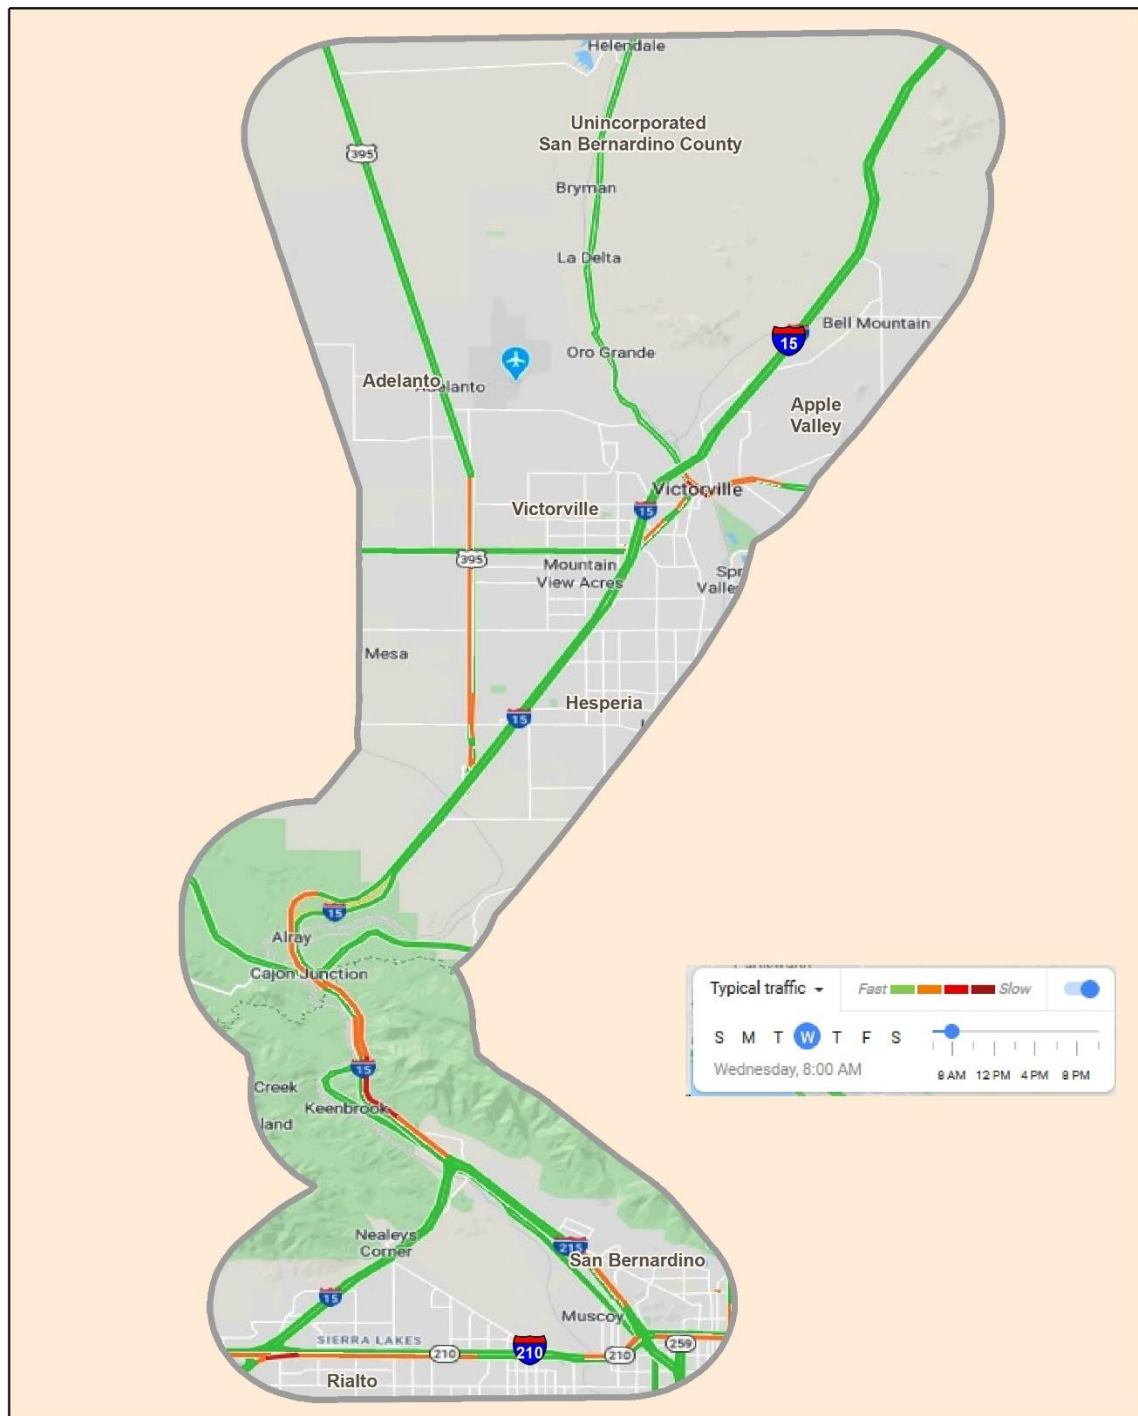 Helendale
Unincorporated
San Bernardino County
395
Bryman
La Delta
Bell Mountain
15
Oro Grande
Adelanto
Adelanto
Apple
Valley
Victorville
Victorville
15
395
Mountain
View Acres
Spr
Valle
Mesa
Hesperia
15
15
Alray
Cajon Junction
Typical traffic
Fast
Slow
S M T W T F S
Wednesday, 8:00 AM
8 AM 12 PM 4 PM 8 PM
15
Creek
Keenbrook
land
Nealeys
Corner
215
San Bernardino
15
Muscoy
SIERRA LAKES
210
210
210
259
Rialto